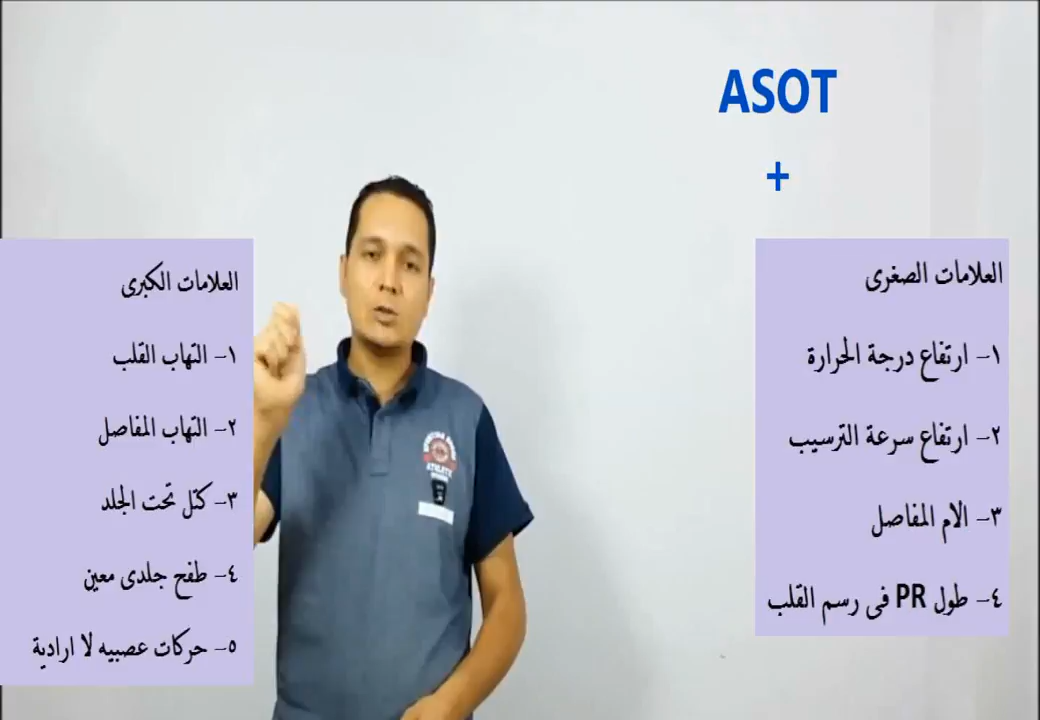 ASOT
+
العلامات الصغرى
١- ارتفاع درجة الحرارة
٢- ارتفاع سرعة الترسيب
٣- الام المفاصل
٤- طول PR فى رسم القلب
العلامات الكبرى
١- التهاب القلب
٢- التهاب المفاصل
٣- كتل تحت الجلد
٤- طفح جلدى معين
٥- حركات عصبيه لا ارادية
ATHLETIC